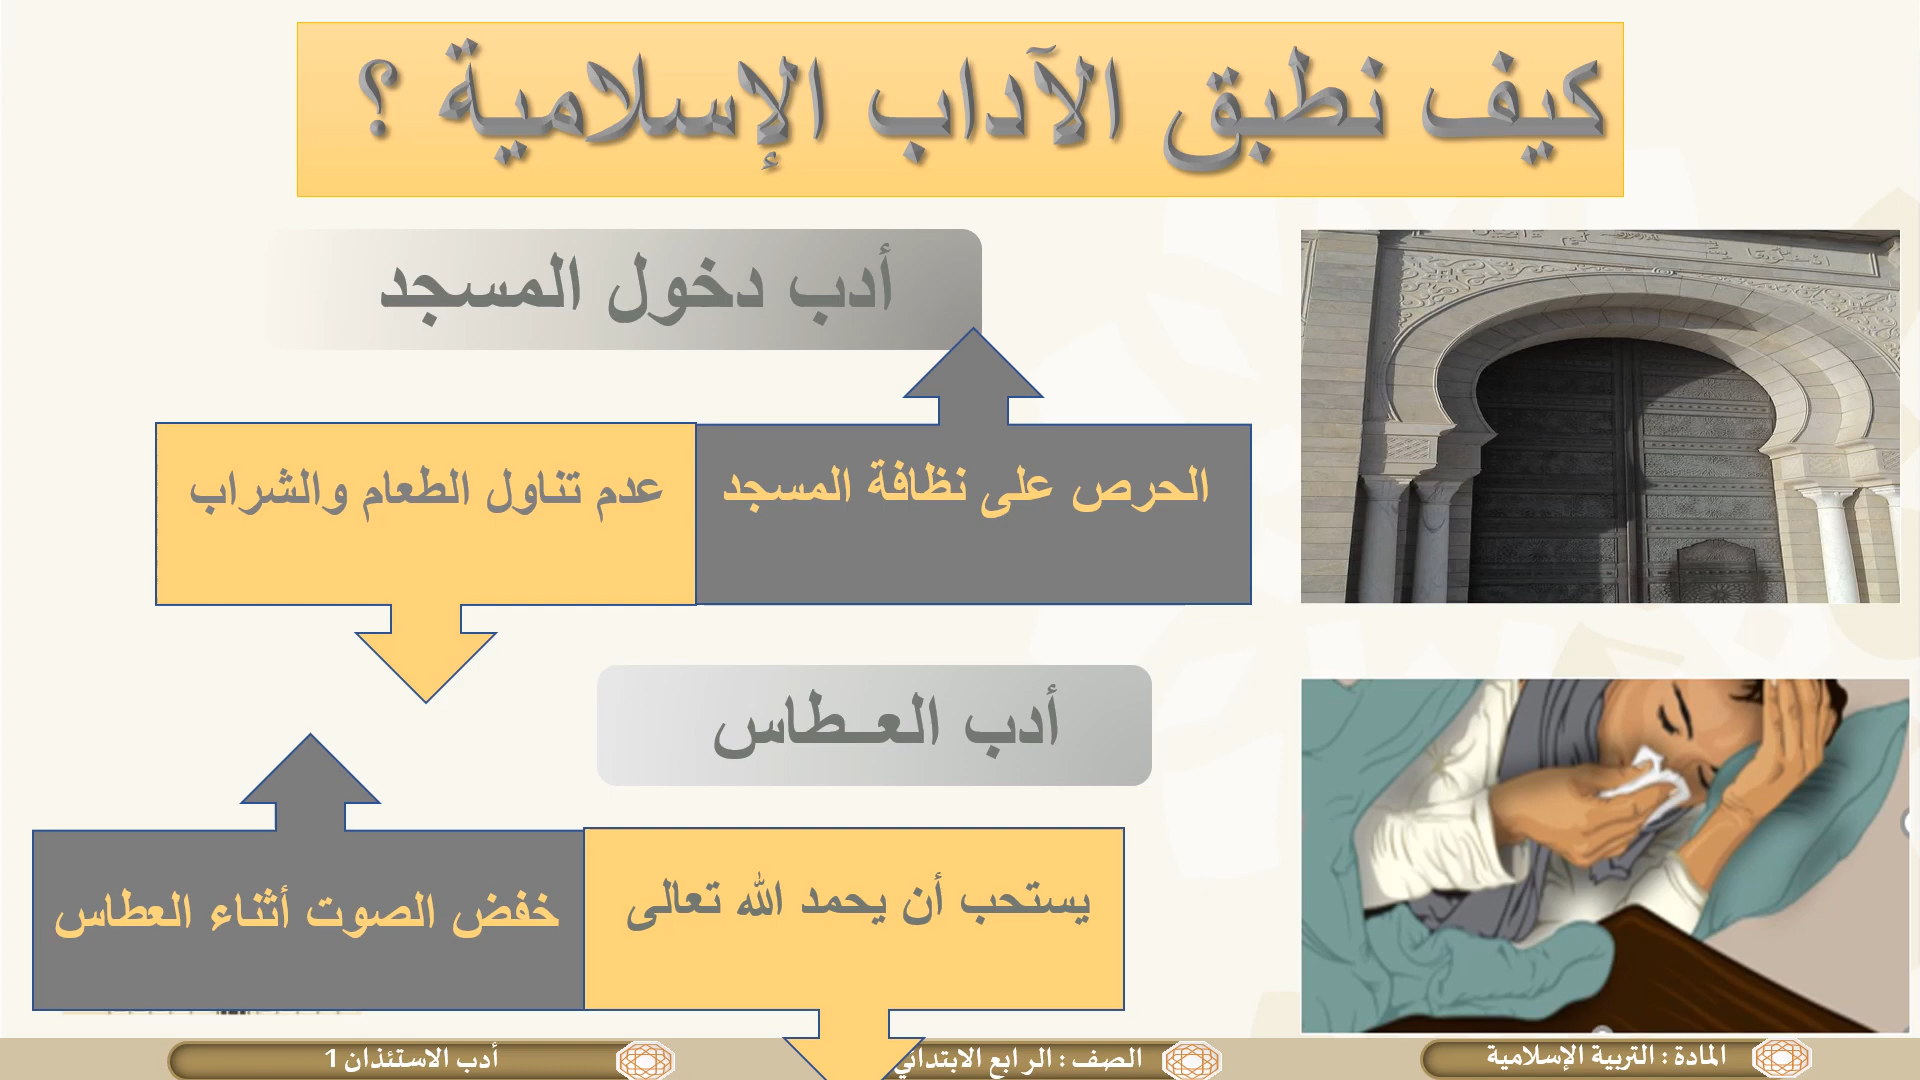 كيف نطبق الآداب الإسلامية ؟
أدب دخول المسجد
الحرص على نظافة المسجد
عدم تناول الطعام والشراب
أدب العـطاس
يستحب أن يحمد الله تعالى
خفض الصوت أثناء العطاس
المادة : التربية الإسلامية
الصف : الرابع الابتدائي
أدب الاستئذان 1